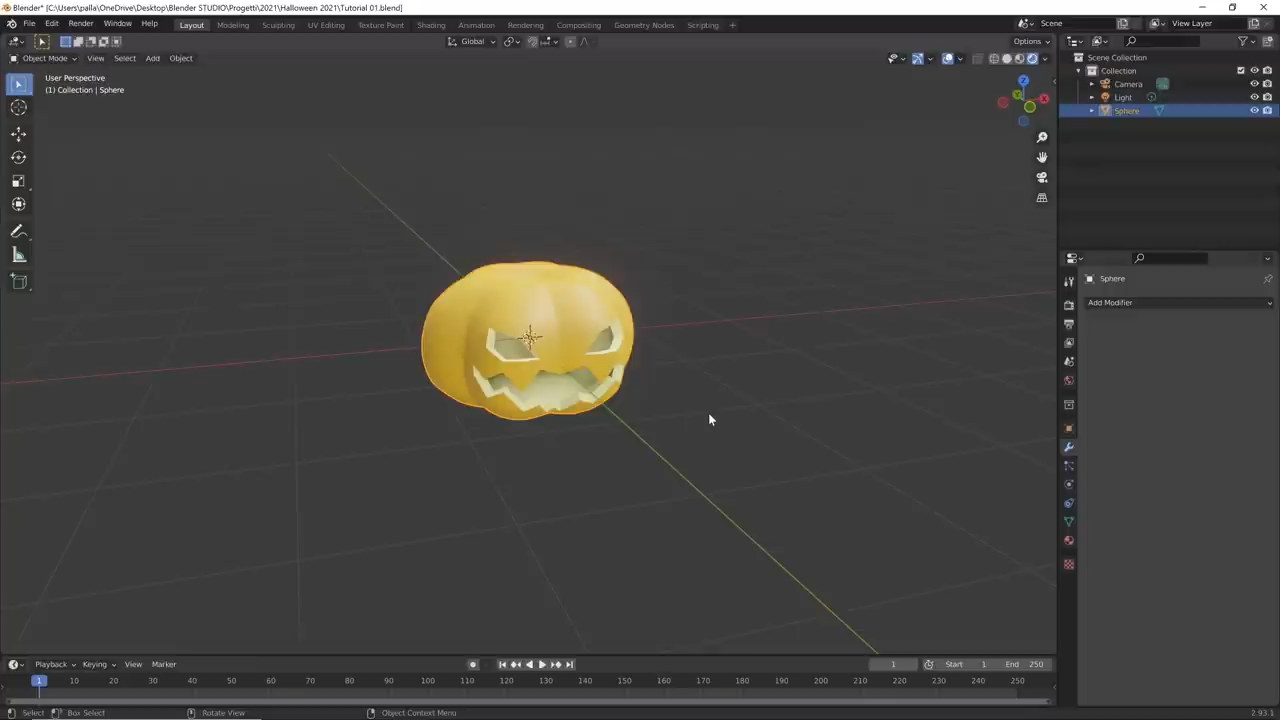 Blender* [C:\Users\palla\OneDrive\Desktop\Blender STUDIO\Progetti\2021\Halloween 2021\Tutorial 01.blend]
File Edit Render Window Help Layout Modeling Sculpting UV Editing Texture Paint Shading Animation Rendering Compositing Geometry Nodes Scripting + Scene View Layer
Global Options
Object Mode View Select Add Object
User Perspective
(1) Collection | Sphere
Z
Y
X
Scene Collection
Collection
Camera
Light
Sphere
Sphere
Add Modifier
Playback Keying View Marker 1 Start 1 End 250
1 10 20 30 40 50 60 70 80 90 100 110 120 130 140 150 160 170 180 190 200 210 220 230 240 250
Select Box Select Rotate View Object Context Menu 2.93.1